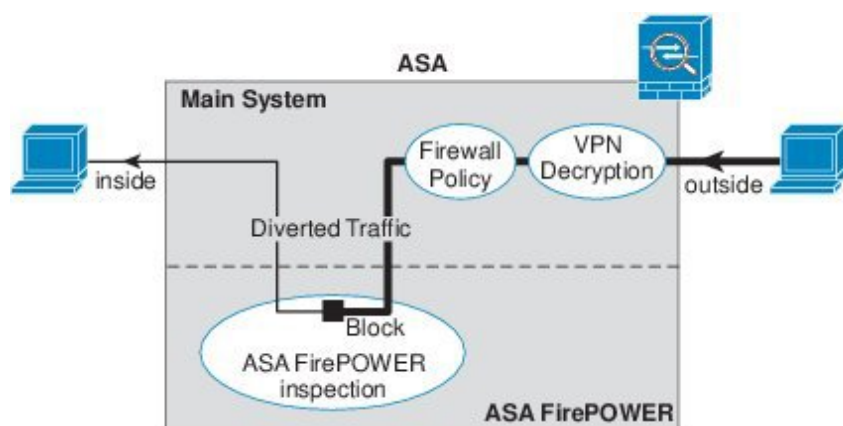 ASA
Main System
inside
Firewall
Policy
VPN
Decryption
outside
Diverted Traffic
Block
ASA FirePOWER
inspection
ASA FirePOWER